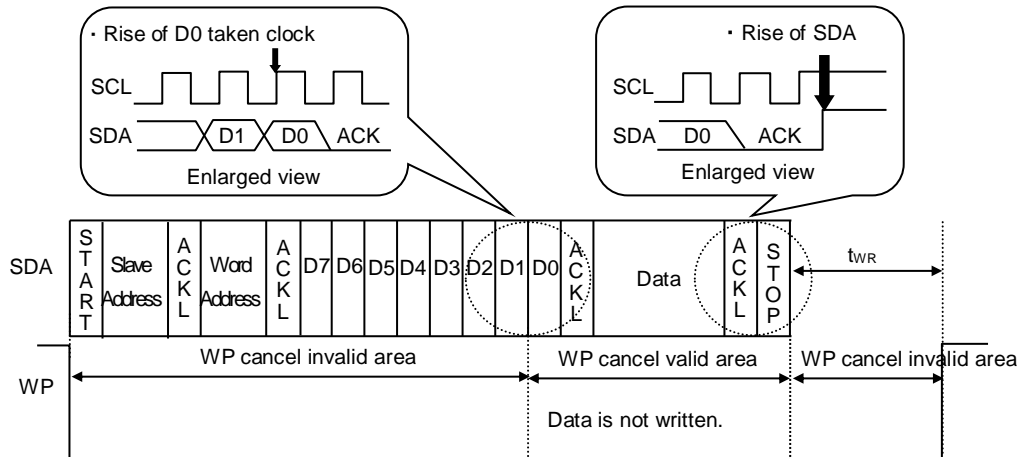 · Rise of D0 taken clock
SCL
SDA D1 D0 ACK
Enlarged view
· Rise of SDA
SCL
SDA D0 ACK
Enlarged view
SDA
START
Slave
Address
ACKL
Word
Address
ACKL
D7 D6 D5 D4 D3 D2 D1 D0
ACKL
Data
ACKL
STOP
tWR
WP
WP cancel invalid area
WP cancel valid area
WP cancel invalid area
Data is not written.